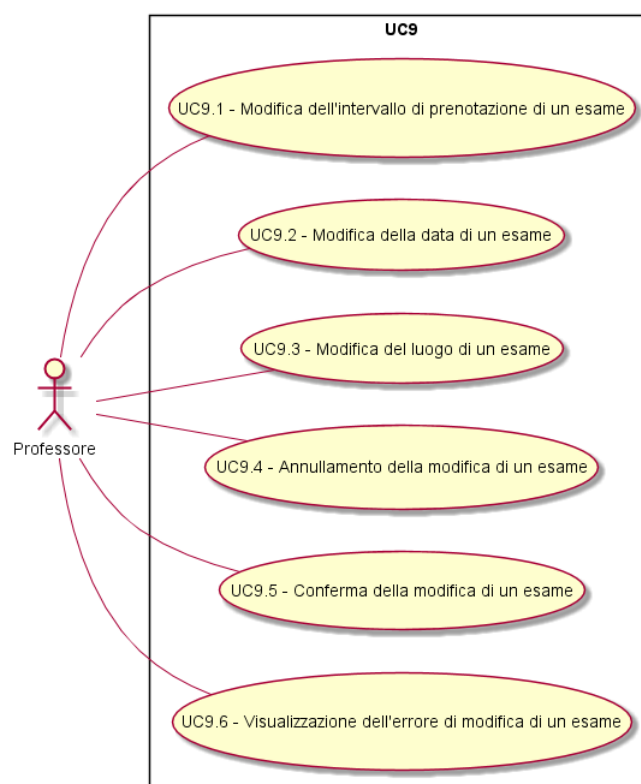 UC9
UC9.1 - Modifica dell'intervallo di prenotazione di un esame
UC9.2 - Modifica della data di un esame
UC9.3 - Modifica del luogo di un esame
Professore
UC9.4 - Annullamento della modifica di un esame
UC9.5 - Conferma della modifica di un esame
UC9.6 - Visualizzazione dell'errore di modifica di un esame